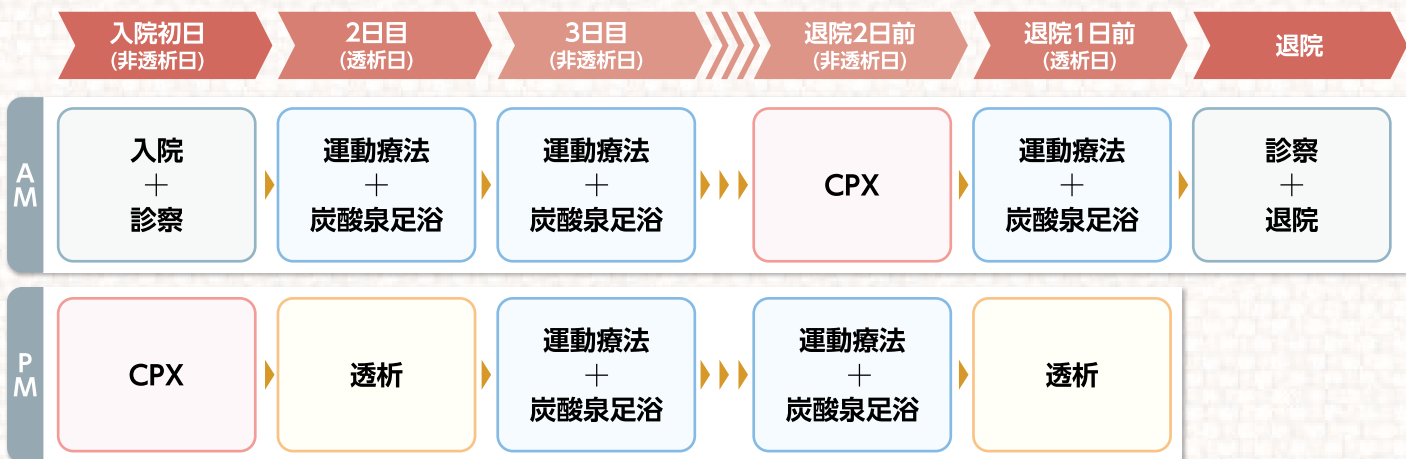 入院初日
(非透析日)
2日目
(透析日)
3日目
(非透析日)
退院2日前
(非透析日)
退院1日前
(透析日)
退院
AM
入院
+
診察
運動療法
+
炭酸泉足浴
運動療法
+
炭酸泉足浴
CPX
運動療法
+
炭酸泉足浴
診察
+
退院
PM
CPX
透析
運動療法
+
炭酸泉足浴
運動療法
+
炭酸泉足浴
透析